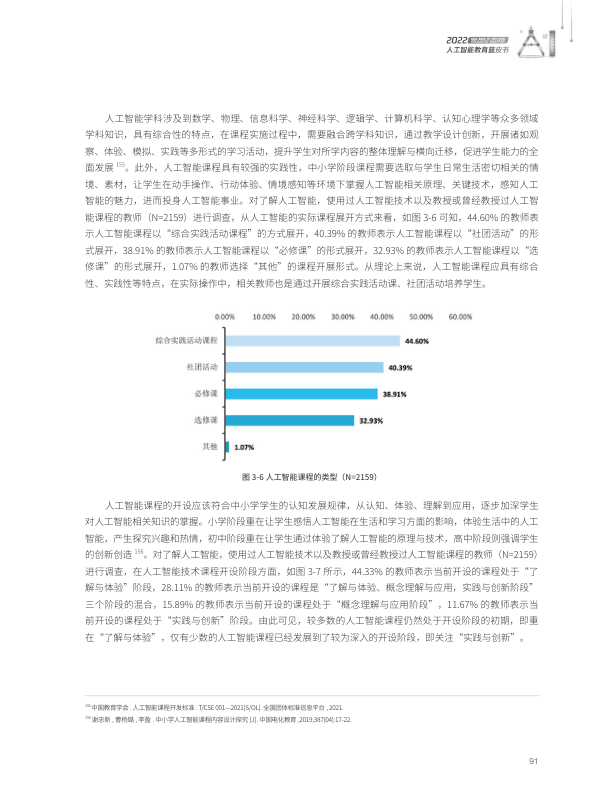 2022
人工智能教育蓝皮书
人工智能学科涉及到数学、物理、信息科学、神经科学、逻辑学、计算机科学、认知心理学等众多领域
学科知识，具有综合性的特点，在课程实施过程中，需要融合跨学科知识，通过教学设计创新，开展诸如观
察、体验、模拟、实践等多形式的学习活动，提升学生对所学内容的整体理解与横向迁移，促进学生能力的全
面发展 155。此外，人工智能课程具有较强的实践性，中小学阶段课程需要选取与学生日常生活密切相关的情
境、素材，让学生在动手操作、行动体验、情境感知等环境下掌握人工智能相关原理、关键技术，感知人工
智能的魅力，进而投身人工智能事业。对了解人工智能，使用过人工智能技术以及教授或曾经教授过人工智
能课程的教师（N=2159）进行调查，从人工智能的实际课程展开方式来看，如图 3-6 可知，44.60% 的教师表
示人工智能课程以“综合实践活动课程”的方式展开，40.39% 的教师表示人工智能课程以“社团活动”的形
式展开，38.91% 的教师表示人工智能课程以“必修课”的形式展开，32.93% 的教师表示人工智能课程以“选
修课”的形式展开，1.07% 的教师选择“其他”的课程开展形式。从理论上来说，人工智能课程应具有综合
性、实践性等特点，在实际操作中，相关教师也是通过开展综合实践活动课、社团活动培养学生。
0.00% 10.00% 20.00% 30.00% 40.00% 50.00% 60.00%
综合实践活动课程 44.60%
社团活动 40.39%
必修课 38.91%
选修课 32.93%
其他 1.07%
图 3-6 人工智能课程的类型（N=2159）
人工智能课程的开设应该符合中小学学生的认知发展规律，从认知、体验、理解到应用，逐步加深学生
对人工智能相关知识的掌握。小学阶段重在让学生感悟人工智能在生活和学习方面的影响，体验生活中的人工
智能，产生探究兴趣和热情，初中阶段重在让学生通过体验了解人工智能的原理与技术，高中阶段则强调学生
的创新创造 156。对了解人工智能，使用过人工智能技术以及教授或曾经教授过人工智能课程的教师（N=2159）
进行调查，在人工智能技术课程开设阶段方面，如图 3-7 所示，44.33% 的教师表示当前开设的课程处于“了
解与体验”阶段，28.11% 的教师表示当前开设的课程是“了解与体验、概念理解与应用，实践与创新阶段”
三个阶段的混合，15.89% 的教师表示当前开设的课程处于“概念理解与应用阶段”，11.67% 的教师表示当
前开设的课程处于“实践与创新”阶段。由此可见，较多数的人工智能课程仍然处于开设阶段的初期，即重
在“了解与体验”，仅有少数的人工智能课程已经发展到了较为深入的开设阶段，即关注“实践与创新”。
155 中国教育学会 . 人工智能课程开发标准 : T/CSE 001—2021[S/OL]. 全国团体标准信息平台 , 2021.
156 谢忠新 , 曹杨璐 , 李盈 . 中小学人工智能课程内容设计探究 [J]. 中国电化教育 ,2019,387(04):17-22.
91